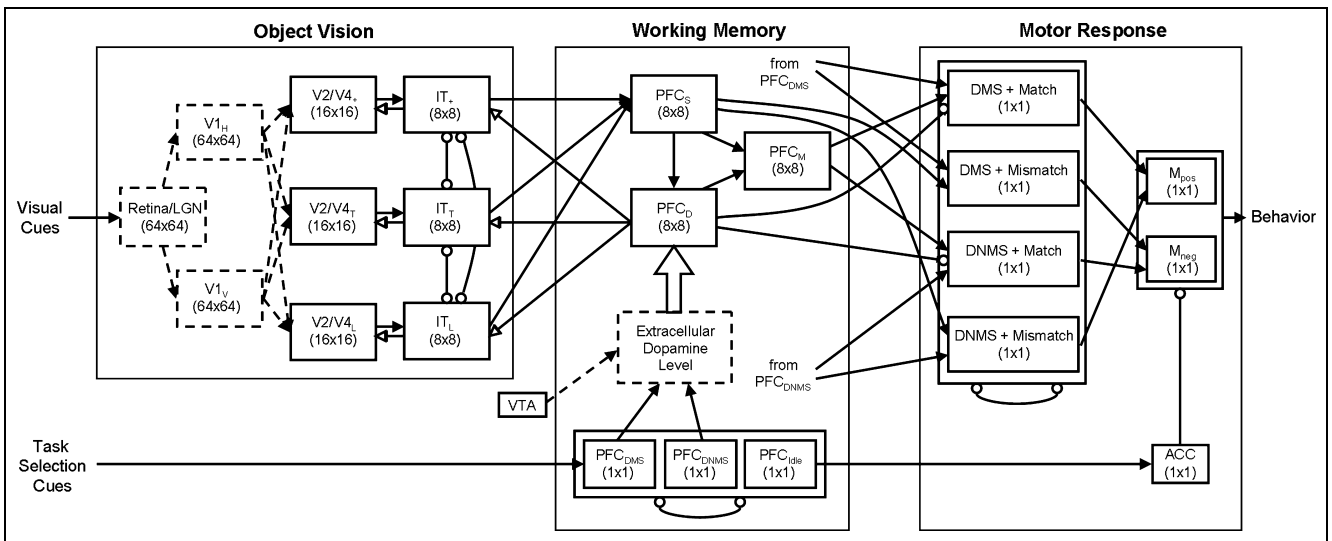 Object Vision
Working Memory
Motor Response
Visual
Cues
Retina/LGN
(64x64)
V1H
(64x64)
V1V
(64x64)
V2/V4+
(16x16)
V2/V4T
(16x16)
V2/V4L
(16x16)
IT+
(8x8)
ITT
(8x8)
ITL
(8x8)
PFCS
(8x8)
PFCM
(8x8)
PFCD
(8x8)
Extracellular
Dopamine
Level
VTA
Task
Selection
Cues
PFCDMS
(1x1)
PFCDNMS
(1x1)
PFCIdle
(1x1)
from
PFCDMS
from
PFCDNMS
DMS + Match
(1x1)
DMS + Mismatch
(1x1)
DNMS + Match
(1x1)
DNMS + Mismatch
(1x1)
Mpos
(1x1)
Mneg
(1x1)
Behavior
ACC
(1x1)